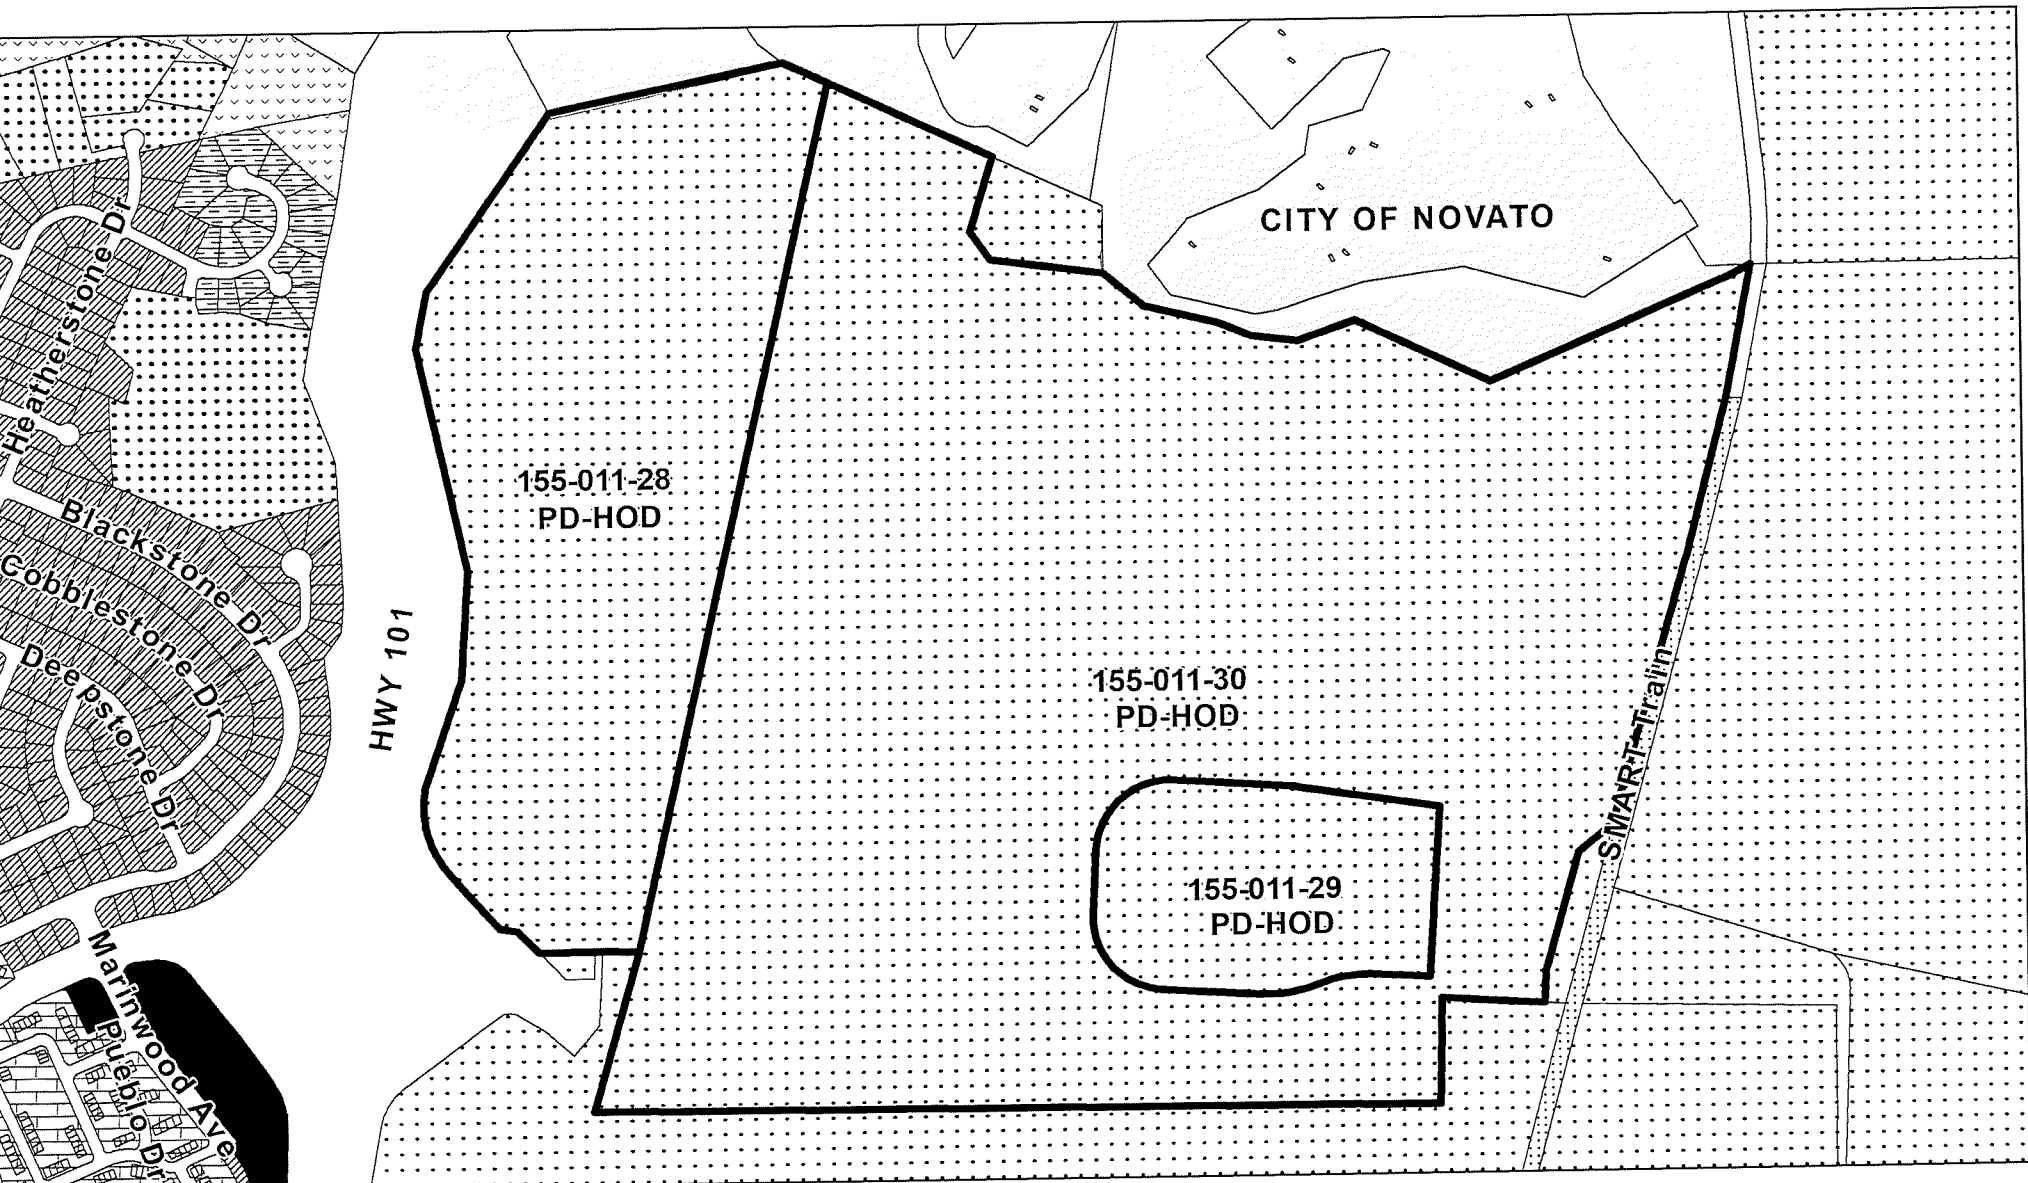 CITY OF NOVATO
Heatherstone Dr
155-011-28
PD-HOD
Blackstone Dr
Cobblestone Dr
Deepstone Dr
HWY 101
155-011-30
PD-HOD
SMART Train
155-011-29
PD-HOD
Marinwood Ave
Pueblo Dr